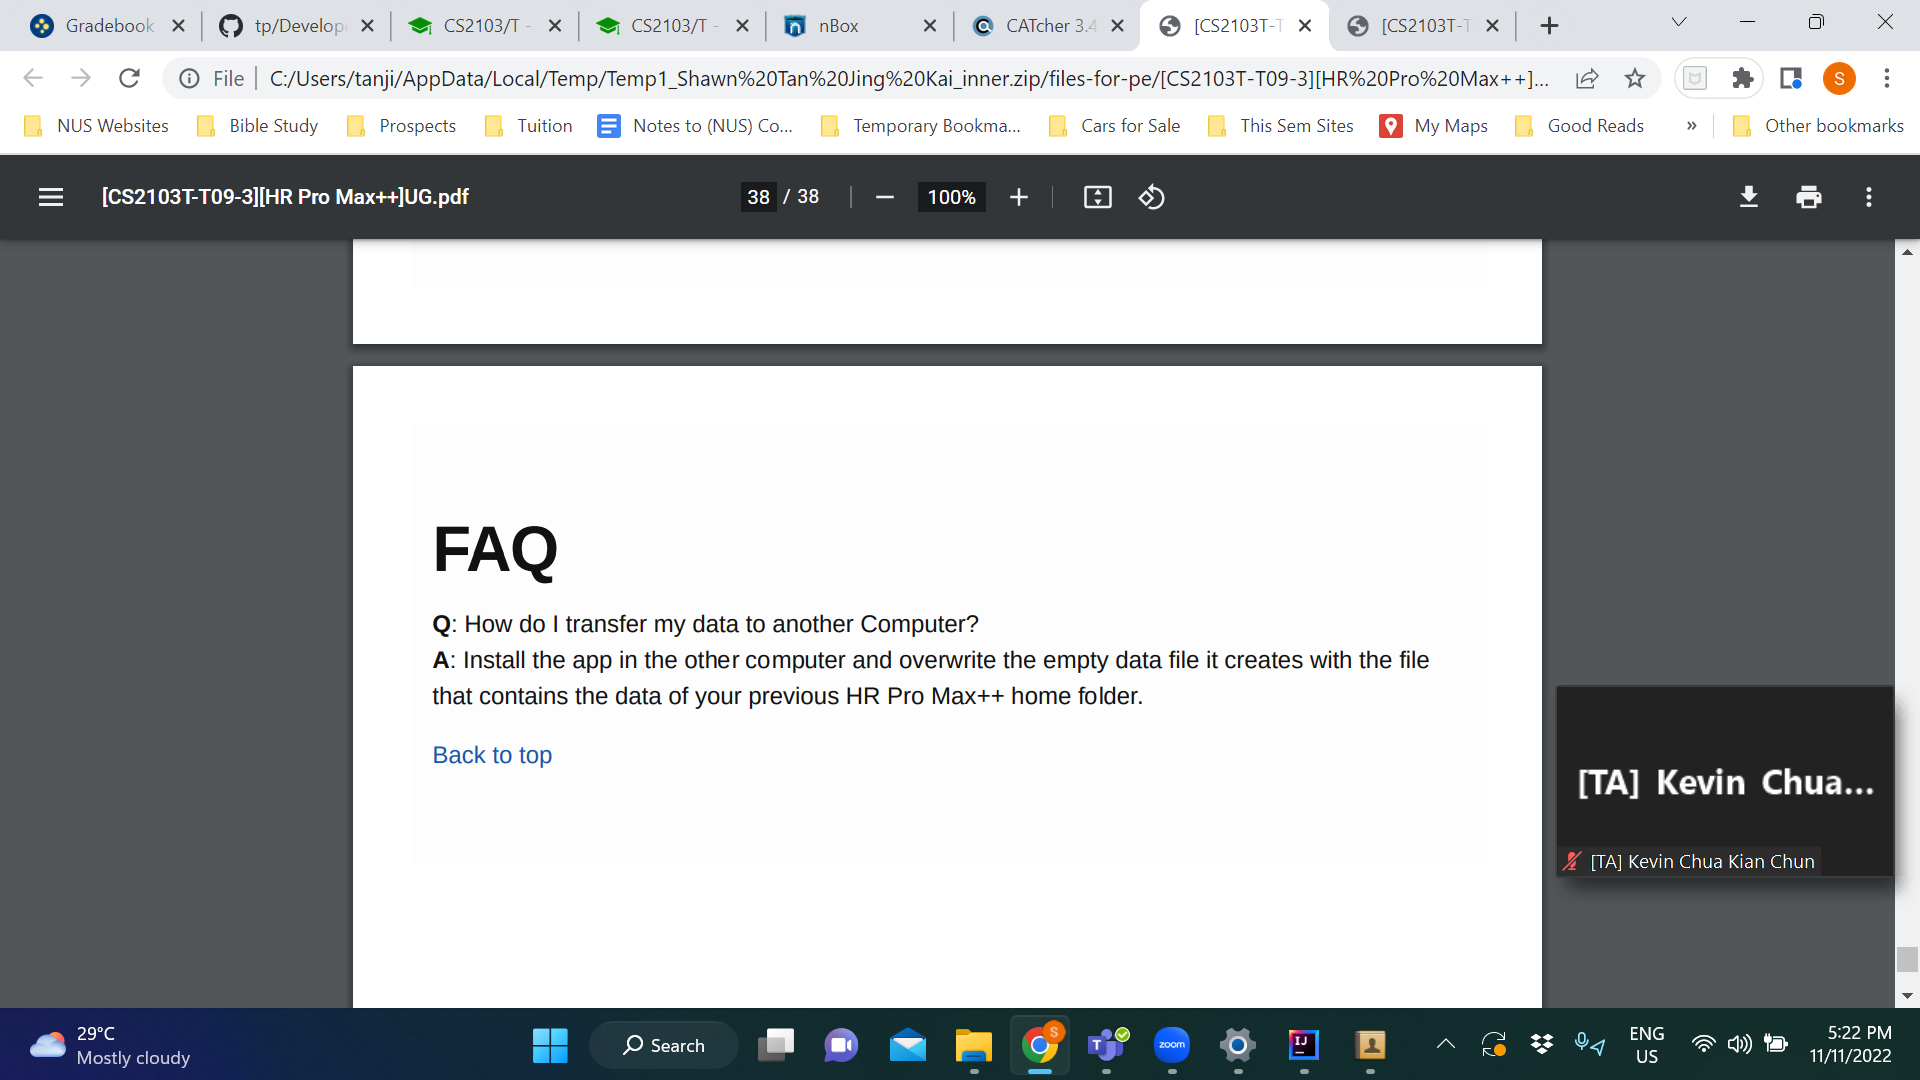 Gradebook
tp/Develop
CS2103/T -
CS2103/T -
nBox
CATcher 3.4
[CS2103T-T
[CS2103T-T
File
C:/Users/tanji/AppData/Local/Temp/Temp1_Shawn%20Tan%20Jing%20Kai_inner.zip/files-for-pe/[CS2103T-T09-3][HR%20Pro%20Max++]...
S
NUS Websites
Bible Study
Prospects
Tuition
Notes to (NUS) Co...
Temporary Bookma...
Cars for Sale
This Sem Sites
My Maps
Good Reads
»
Other bookmarks
[CS2103T-T09-3][HR Pro Max++]UG.pdf
38 / 38
100%
FAQ
Q: How do I transfer my data to another Computer?
A: Install the app in the other computer and overwrite the empty data file it creates with the file
that contains the data of your previous HR Pro Max++ home folder.
Back to top
[TA] Kevin Chua...
[TA] Kevin Chua Kian Chun
29°C
Mostly cloudy
Search
S
T
zoom
IJ
ENG
US
5:22 PM
11/11/2022